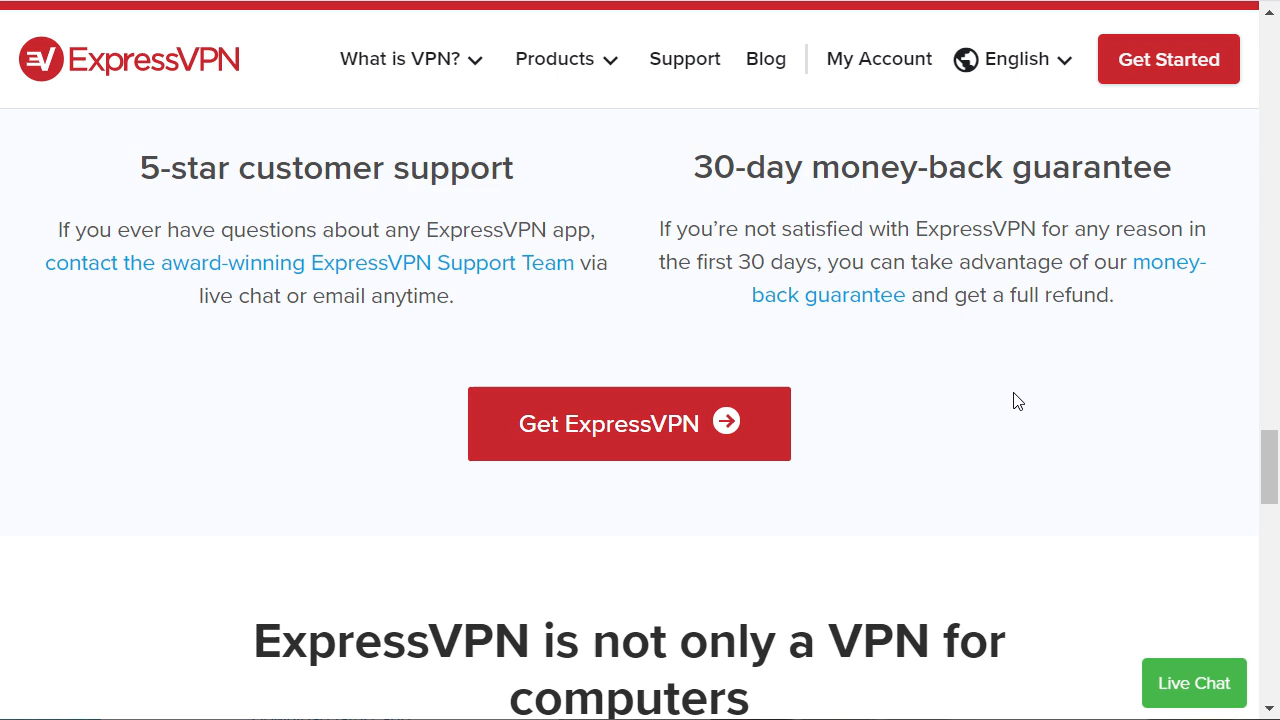 ExpressVPN
What is VPN? Products Support Blog My Account English Get Started
5-star customer support
If you ever have questions about any ExpressVPN app,
contact the award-winning ExpressVPN Support Team via
live chat or email anytime.
30-day money-back guarantee
If you’re not satisfied with ExpressVPN for any reason in
the first 30 days, you can take advantage of our money-
back guarantee and get a full refund.
Get ExpressVPN
ExpressVPN is not only a VPN for
computers
Live Chat